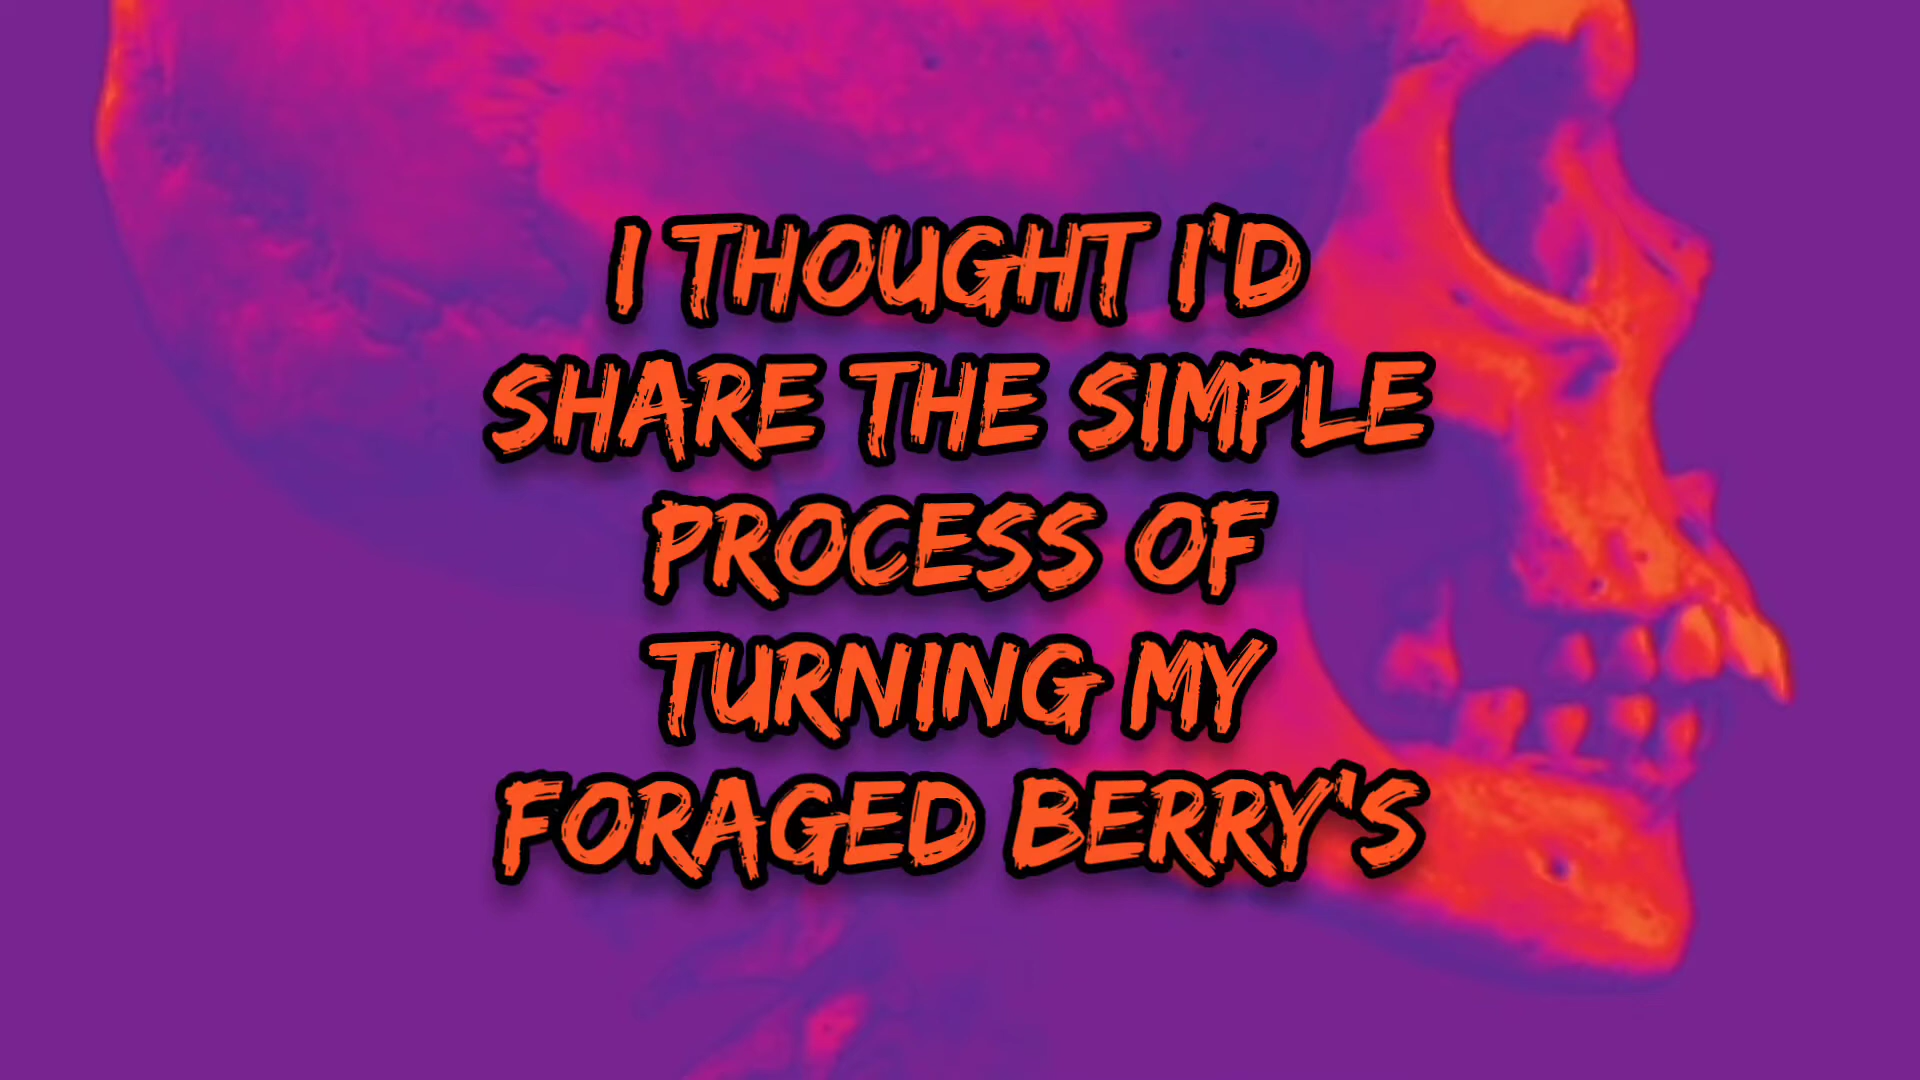 I THOUGHT I'D
SHARE THE SIMPLE
PROCESS OF
TURNING MY
FORAGED BERRY'S